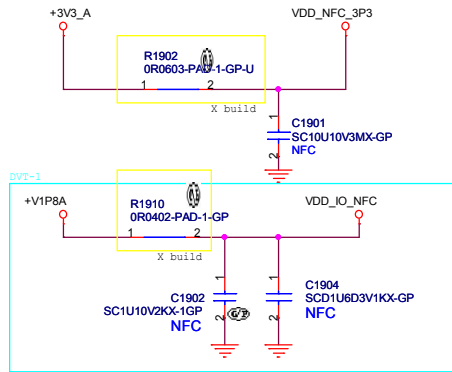 +3V3_A
VDD_NFC_3P3
R1902
0R0603-PAD-1-GP-U
1
2
X build
1
C1901
SC10U10V3MX-GP
2
NFC
DVT-1
+V1P8A
R1910
VDD_IO_NFC
0R0402-PAD-1-GP
1
2
X build
1
1
C1902
C1904
SC1U10V2KX-1GP
SCD1U6D3V1KX-GP
2
G/P
2
NFC
NFC